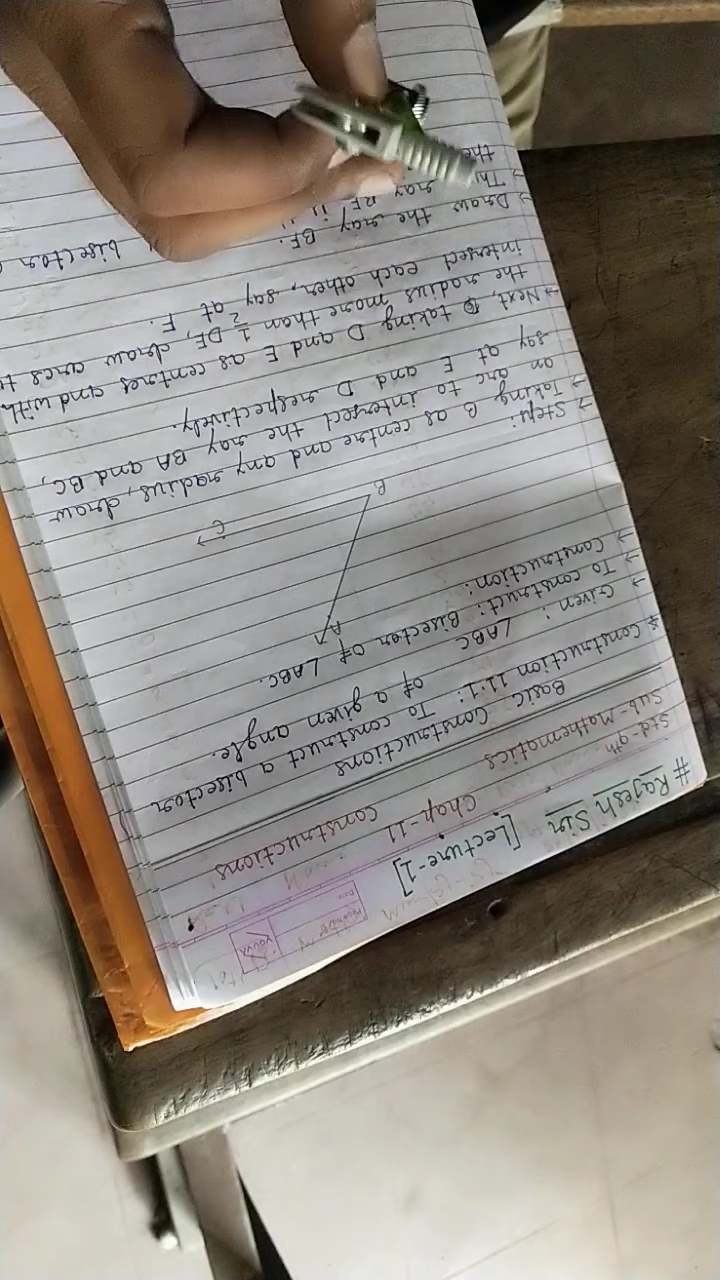 YOUVA
# Rajesh Sir [Lecture-1]
Std-9th Chap-11
Sub-Mathematics Constructions
Basic Constructions
* Construction 11.1: To construct a bisector
of a given angle.
→ Given: ∠ABC
→ To construct: Bisector of ∠ABC.
→ Construction:
A
C
B
→ Steps:
→ Taking B as centre and any radius, draw
an arc to intersect the ray BA and BC,
say at E and D respectively.
→ Next, taking D and E as centres and with
the radius more than 1/2 DE, draw arcs to
intersect each other, say at F.
→ Draw the ray BF.
ray BF is
the bisector